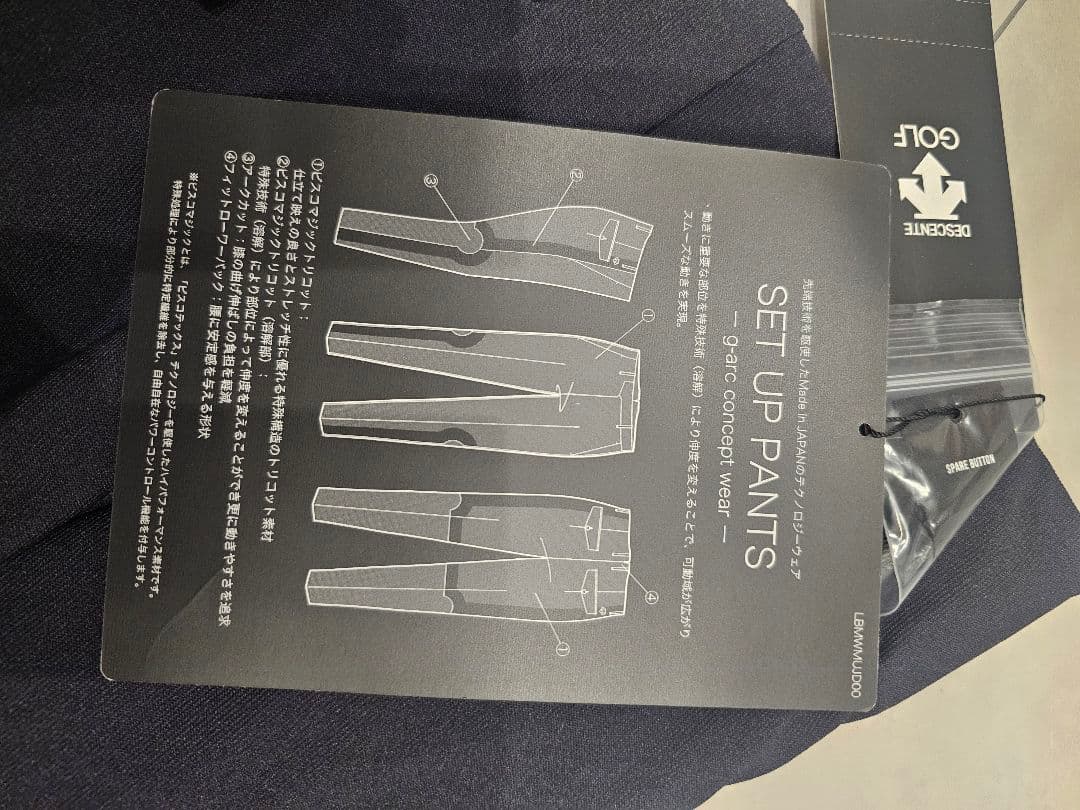 LBMWMUJD00
先端技術を駆使したMade in JAPANのテクノロジーウェア
SET UP PANTS
— g-arc concept wear —
動きに重要な部位を特殊技術（溶解）により伸度を変えることで、可動域が広がり
スムーズな動きを実現。
②
③
①
④
①
①ビスコマジックトリコット：
仕立て映えの良さとストレッチ性に優れる特殊構造のトリコット素材
②ビスコマジックトリコット（溶解部）：
特殊技術（溶解）により部位によって伸度を変えることができ更に動きやすさを追求
③アークカット：膝の曲げ伸ばしの負担を軽減
④フィットローワーバック：腰に安定感を与える形状
※ビスコマジックとは、「ビスコテックス」テクノロジーを駆使したハイパフォーマンス素材です。
特殊処理により部分的に特定繊維を除去し、自由自在なパワーコントロール機能を付与します。
DESCENTE
GOLF
SPARE BUTTON